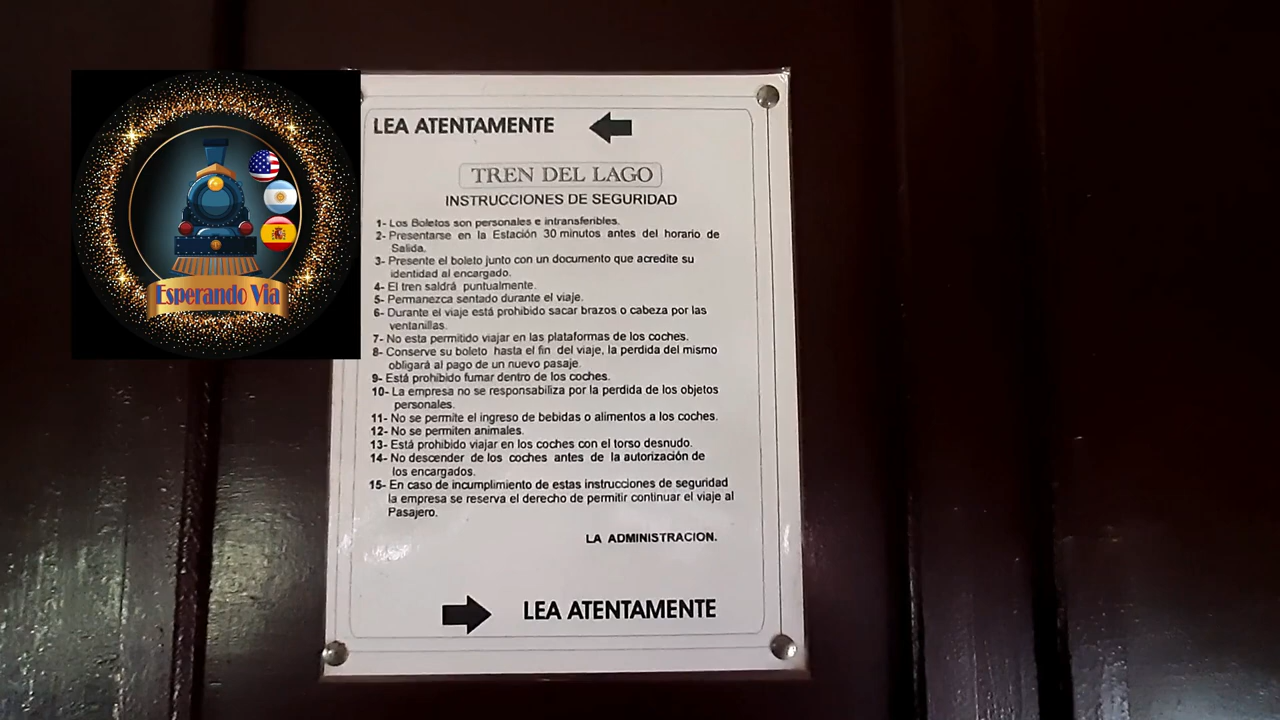 LEA ATENTAMENTE
TREN DEL LAGO
INSTRUCCIONES DE SEGURIDAD
1- Los Boletos son personales e intransferibles.
2- Presentarse en la Estación 30 minutos antes del horario de
Salida.
3- Presente el boleto junto con un documento que acredite su
identidad al encargado.
4- El tren saldrá puntualmente.
5- Permanezca sentado durante el viaje.
6- Durante el viaje está prohibido sacar brazos o cabeza por las
ventanillas.
7- No esta permitido viajar en las plataformas de los coches.
8- Conserve su boleto hasta el fin del viaje, la perdida del mismo
obligará al pago de un nuevo pasaje.
9- Está prohibido fumar dentro de los coches.
10- La empresa no se responsabiliza por la perdida de los objetos
personales.
11- No se permite el ingreso de bebidas o alimentos a los coches.
12- No se permiten animales.
13- Está prohibido viajar en los coches con el torso desnudo.
14- No descender de los coches antes de la autorización de
los encargados.
15- En caso de incumplimiento de estas instrucciones de seguridad
la empresa se reserva el derecho de permitir continuar el viaje al
Pasajero.
LA ADMINISTRACION.
LEA ATENTAMENTE
Esperando Via